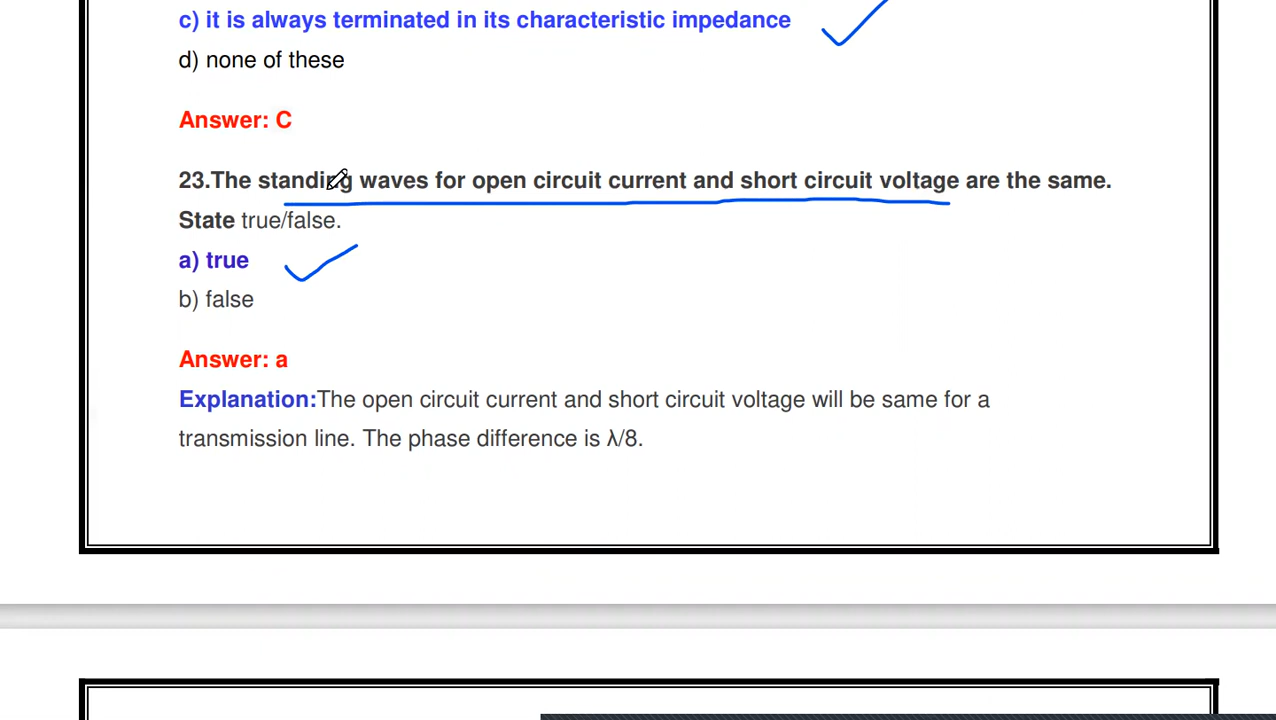 c) it is always terminated in its characteristic impedance
d) none of these
Answer: C
23.The standing waves for open circuit current and short circuit voltage are the same.
State true/false.
a) true
b) false
Answer: a
Explanation:The open circuit current and short circuit voltage will be same for a
transmission line. The phase difference is λ/8.